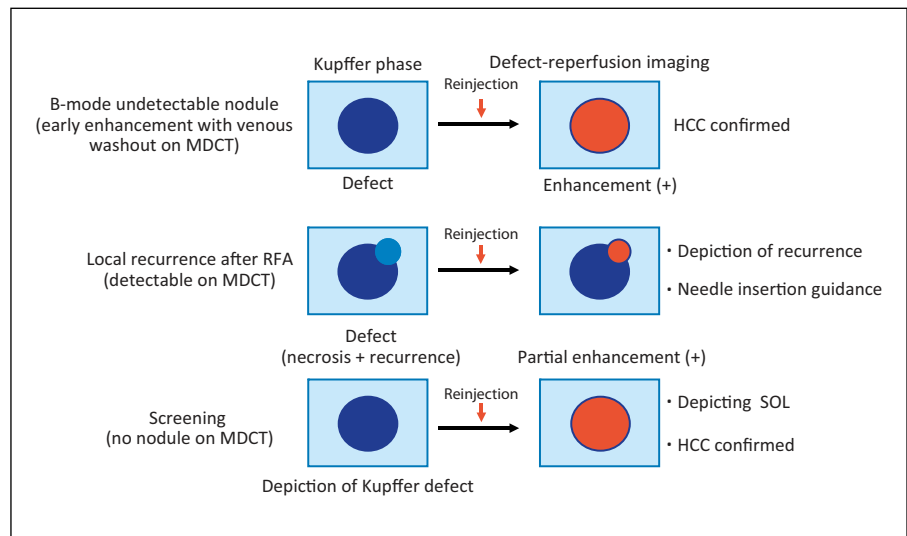 Kupffer phase
Defect-reperfusion imaging
B-mode undetectable nodule
(early enhancement with venous
washout on MDCT)
Reinjection
HCC confirmed
Defect
Enhancement (+)
Local recurrence after RFA
(detectable on MDCT)
Reinjection
・Depiction of recurrence
・Needle insertion guidance
Defect
(necrosis + recurrence)
Partial enhancement (+)
Screening
(no nodule on MDCT)
Reinjection
・Depicting SOL
・HCC confirmed
Depiction of Kupffer defect